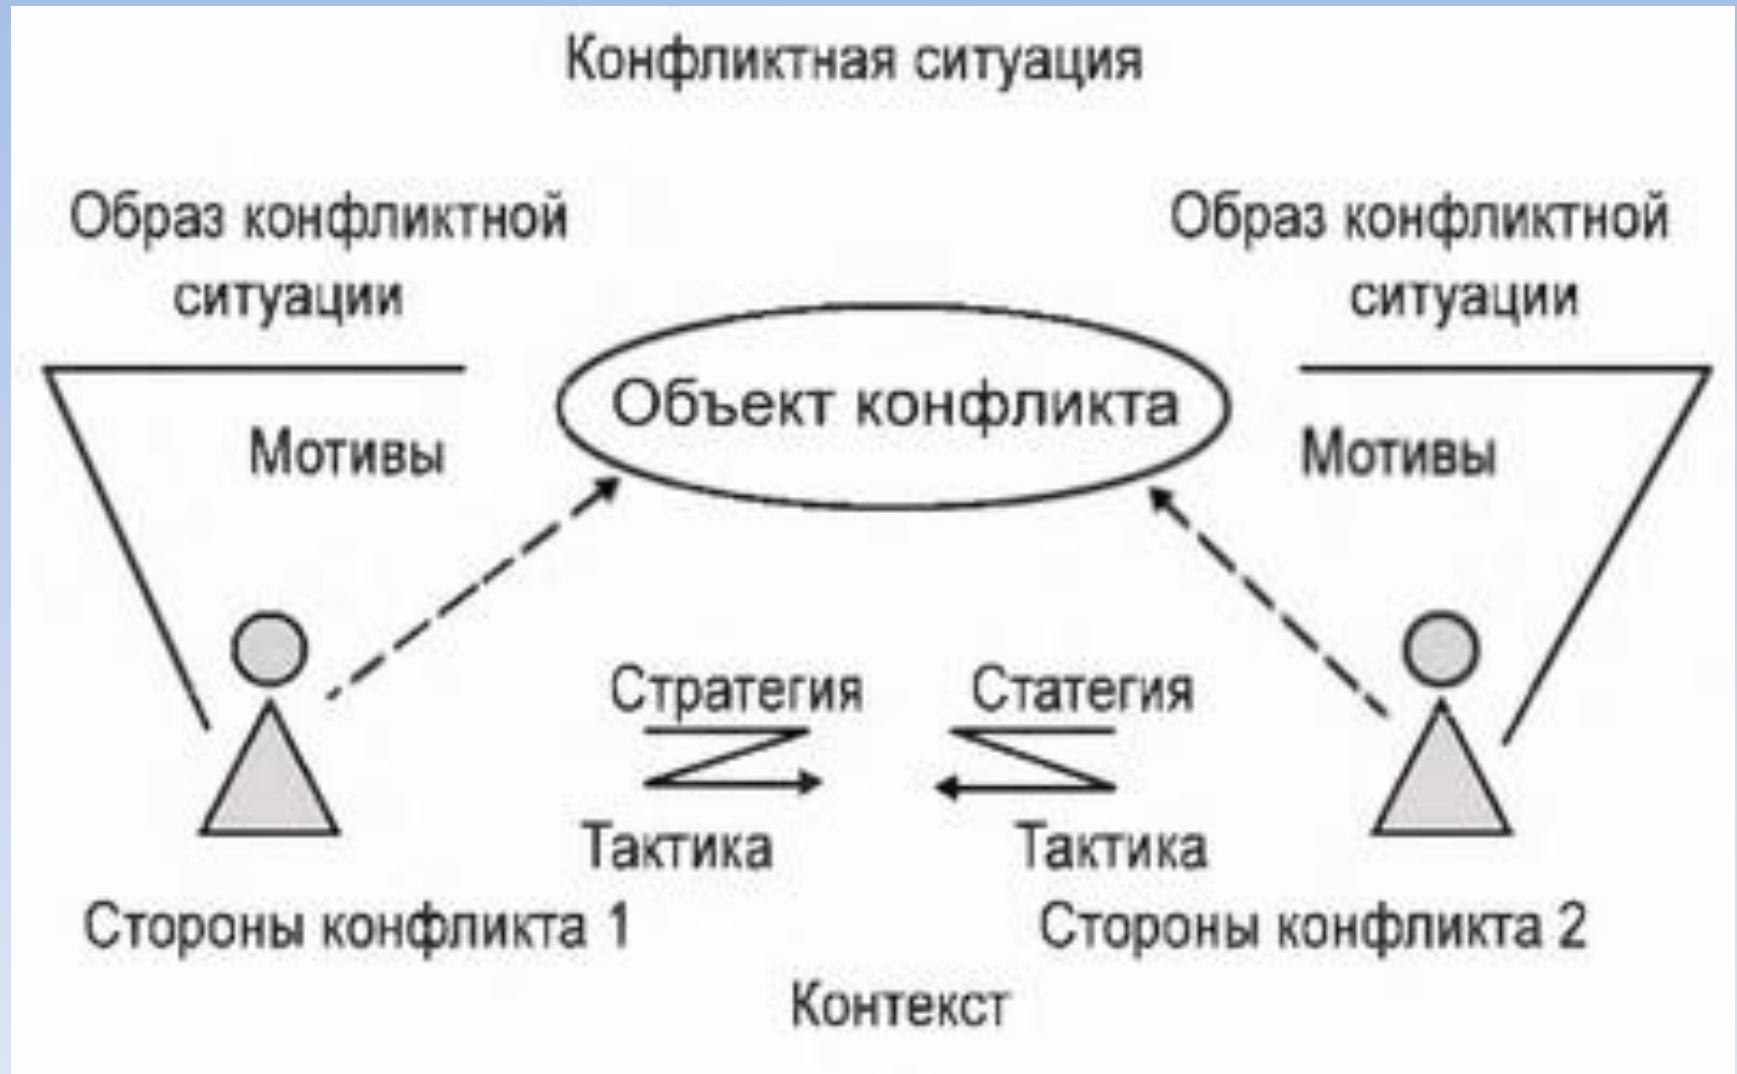 Конфликтная ситуация
Образ конфликтной
ситуации
Образ конфликтной
ситуации
Объект конфликта
Мотивы
Мотивы
Стратегия
Статегия
Тактика
Тактика
Стороны конфликта 1
Стороны конфликта 2
Контекст